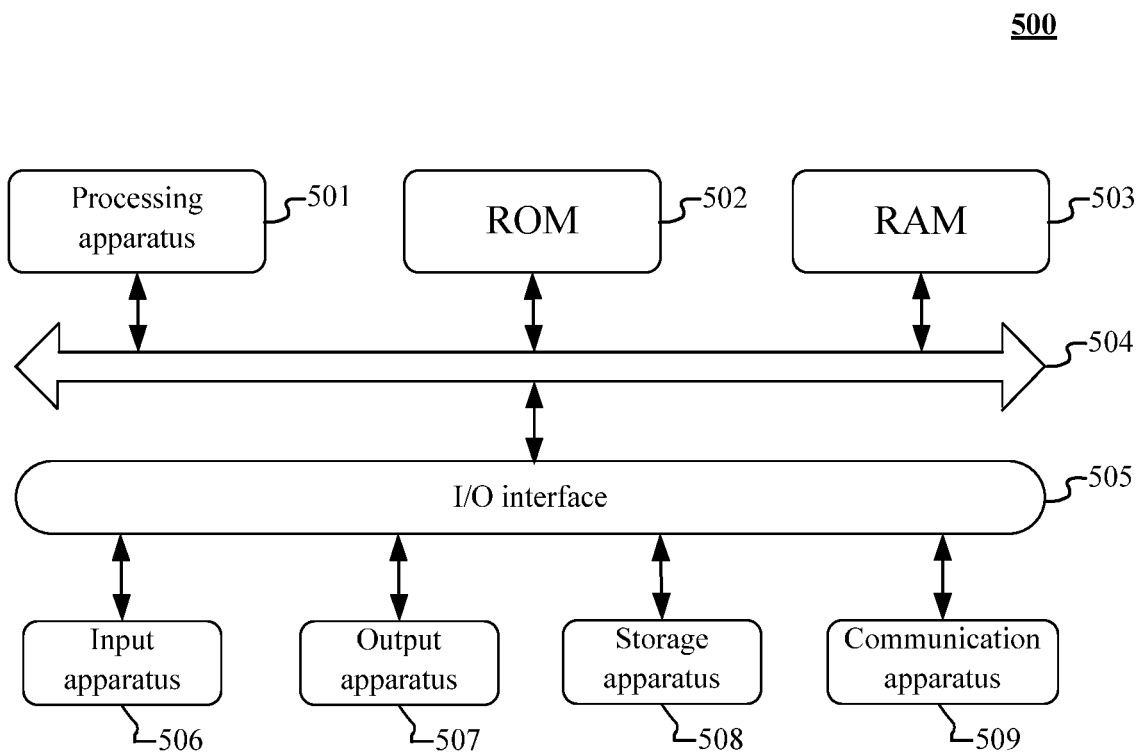 500
Processing
apparatus
501
ROM
502
RAM
503
504
I/O interface
505
Input
apparatus
506
Output
apparatus
507
Storage
apparatus
508
Communication
apparatus
509